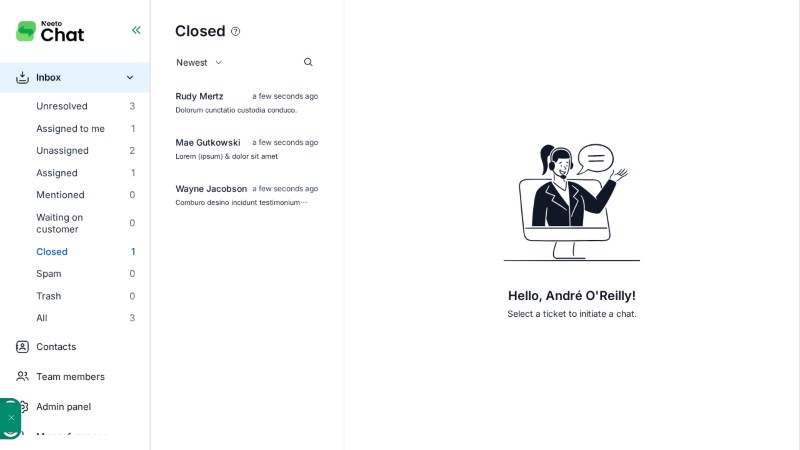 Neeto
Chat
Inbox
Unresolved 3
Assigned to me 1
Unassigned 2
Assigned 1
Mentioned 0
Waiting on
customer 0
Closed 1
Spam 0
Trash 0
All 3
Contacts
Team members
Admin panel
Closed
Newest
Rudy Mertz a few seconds ago
Dolorum cunctatio custodia conduco.
Mae Gutkowski a few seconds ago
Lorem (ipsum) & dolor sit amet
Wayne Jacobson a few seconds ago
Comburo desino incidunt testimonium...
Hello, André O'Reilly!
Select a ticket to initiate a chat.